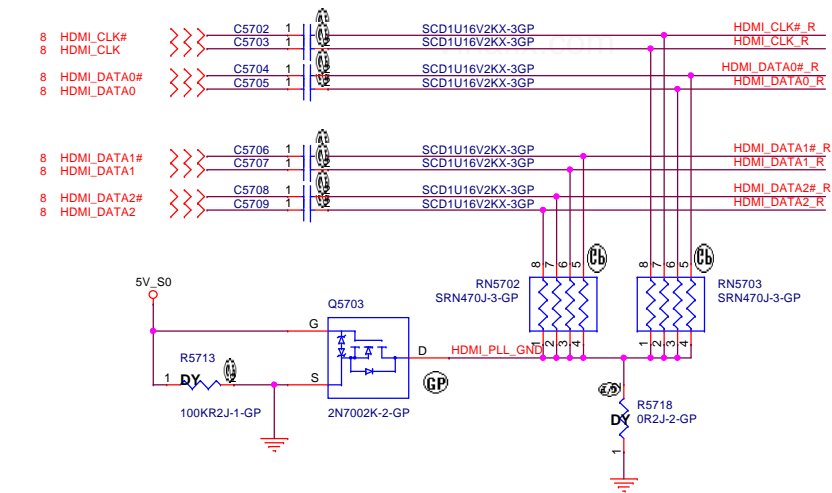 C5702 1 SCD1U16V2KX-3GP HDMI_CLK#_R
8 HDMI_CLK# C5703 1 SCD1U16V2KX-3GP HDMI_CLK_R
8 HDMI_CLK
C5704 1 SCD1U16V2KX-3GP HDMI_DATA0#_R
8 HDMI_DATA0# C5705 1 SCD1U16V2KX-3GP HDMI_DATA0_R
8 HDMI_DATA0
C5706 1 SCD1U16V2KX-3GP HDMI_DATA1#_R
8 HDMI_DATA1# C5707 1 SCD1U16V2KX-3GP HDMI_DATA1_R
8 HDMI_DATA1
C5708 1 SCD1U16V2KX-3GP HDMI_DATA2#_R
8 HDMI_DATA2# C5709 1 SCD1U16V2KX-3GP HDMI_DATA2_R
8 HDMI_DATA2
8 7 6 5 8 7 6 5
RN5702 RN5703
SRN470J-3-GP SRN470J-3-GP
1 2 3 4 1 2 3 4
5V_S0
Q5703
G
D HDMI_PLL_GND
R5713
1 DY 2 S
GP
100KR2J-1-GP 2N7002K-2-GP
R5718
DY 0R2J-2-GP
1